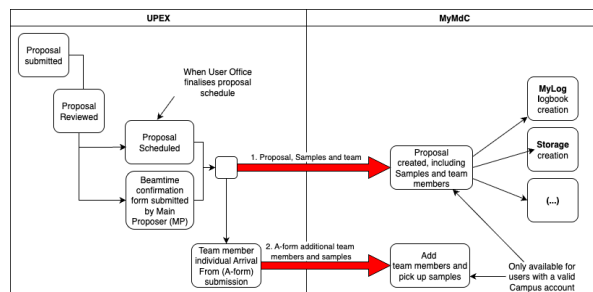 UPEX
MyMdC
Proposal
submitted
When User Office
finalises proposal
schedule
Proposal
Reviewed
MyLog
logbook
creation
Proposal
Scheduled
1. Proposal, Samples and team
Proposal
created, including
Samples and team
members
Storage
creation
Beamtime
confirmation
form submitted
by Main
Proposer (MP)
(...)
Team member
individual Arrival
From (A-form)
submission
2. A-form additional team
members and samples
Add
team members and
pick up samples
Only available for
users with a valid
Campus account